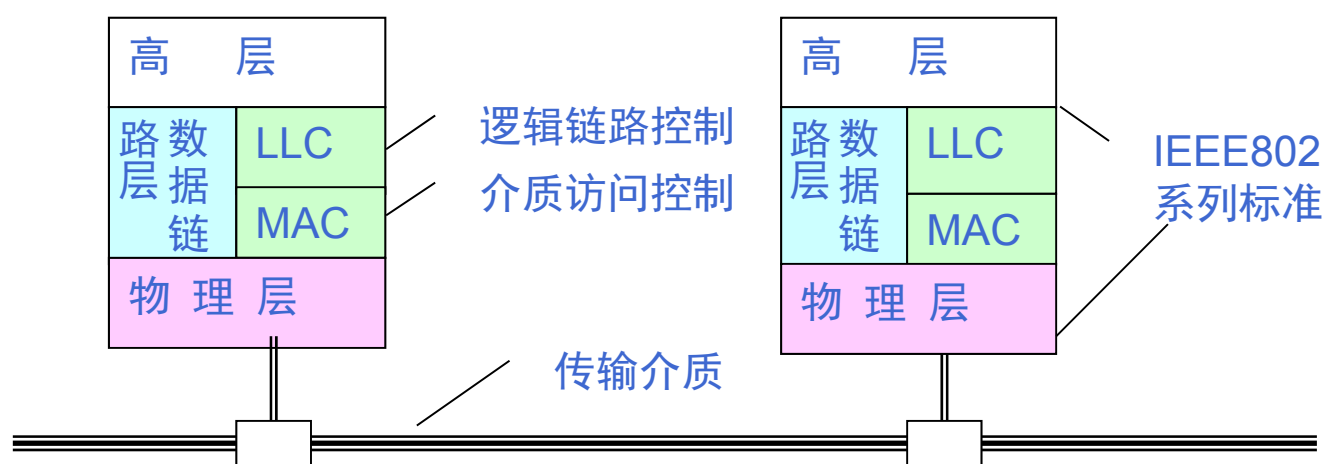 高 层
数据链
路层
LLC
MAC
物 理 层
逻辑链路控制
介质访问控制
传输介质
高 层
数据链
路层
LLC
MAC
物 理 层
IEEE802
系列标准